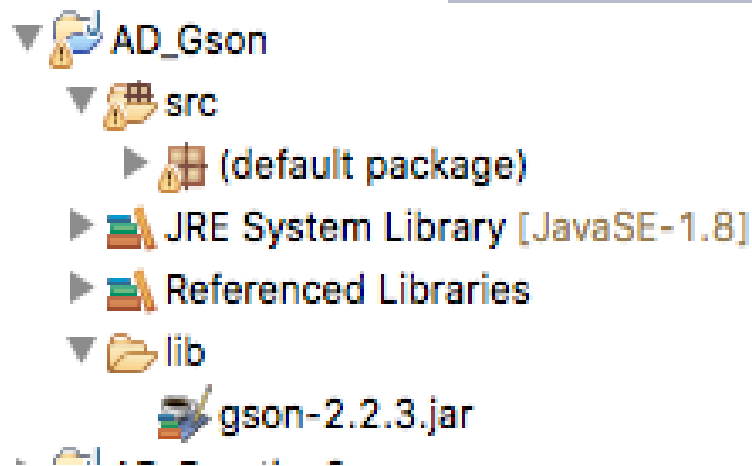 AD_Gson
src
(default package)
JRE System Library [JavaSE-1.8]
Referenced Libraries
lib
gson-2.2.3.jar